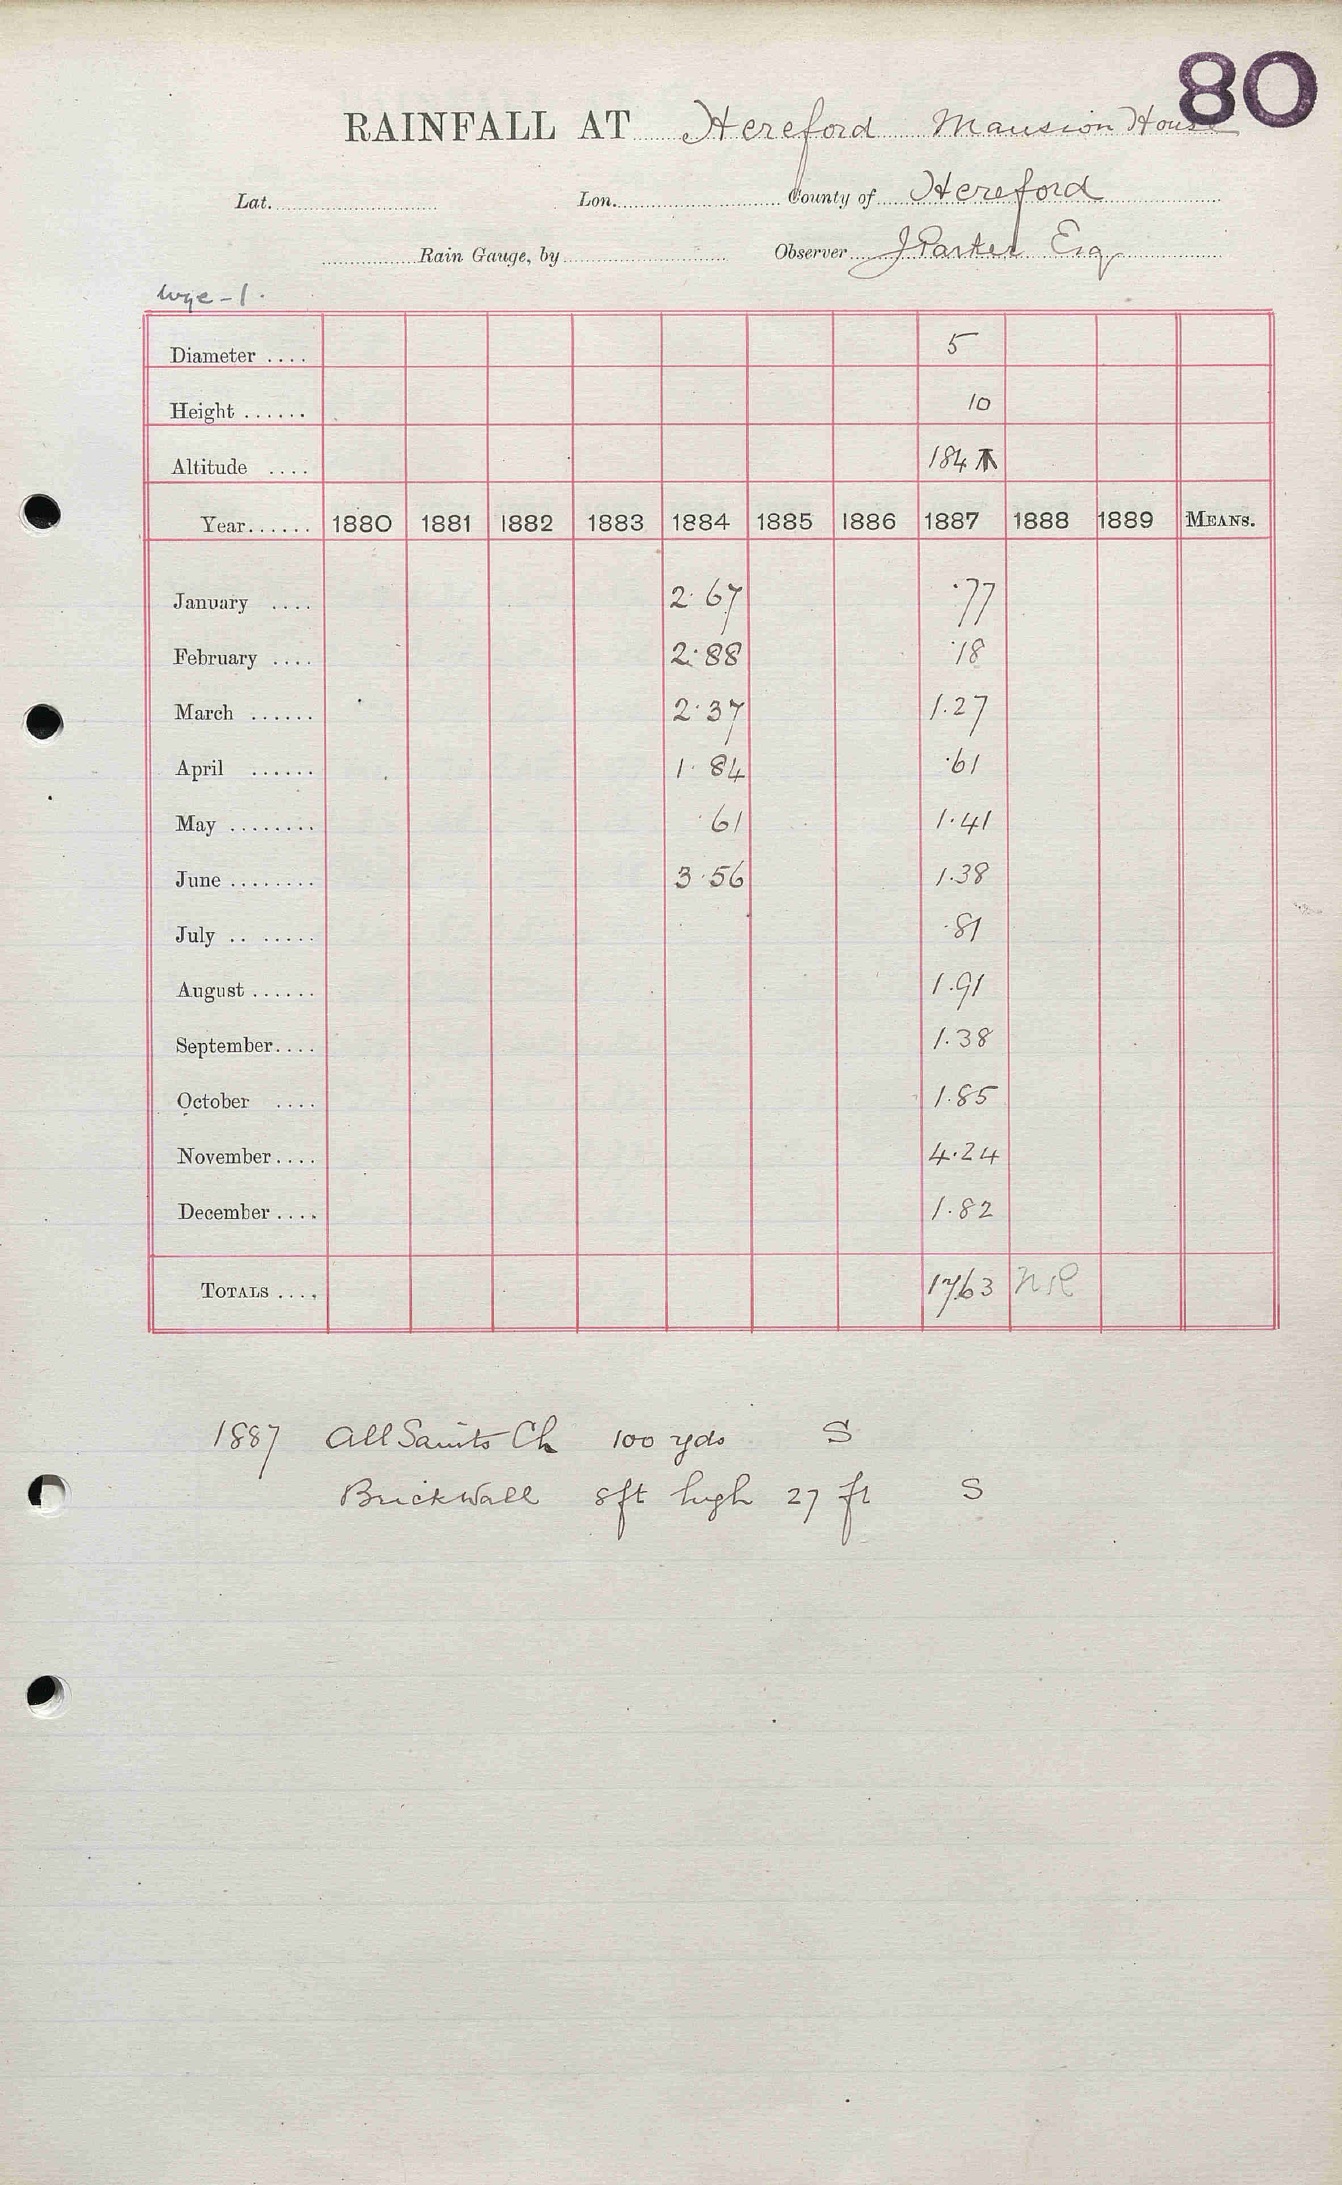 80
RAINFALL AT Hereford Mansion House
Lat. Lon. County of Hereford
Rain Gauge, by Observer J Parker Esq
Wye - 1.
Diameter .... 5
Height ...... 10
Altitude .... 184
Year...... 1880 1881 1882 1883 1884 1885 1886 1887 1888 1889 MEANS.
January .... 2.67 .77
February .... 2.88 .18
March ...... 2.37 1.27
April ...... 1.84 .61
May ........ .61 1.41
June ........ 3.56 1.38
July .. ...... .81
August ...... 1.91
September.... 1.38
October .... 1.85
November.... 4.24
December.... 1.82
TOTALS .... 17.63 NR
1887 All Saints Ch 100 yds S
Brick Wall 8ft high 27 ft S